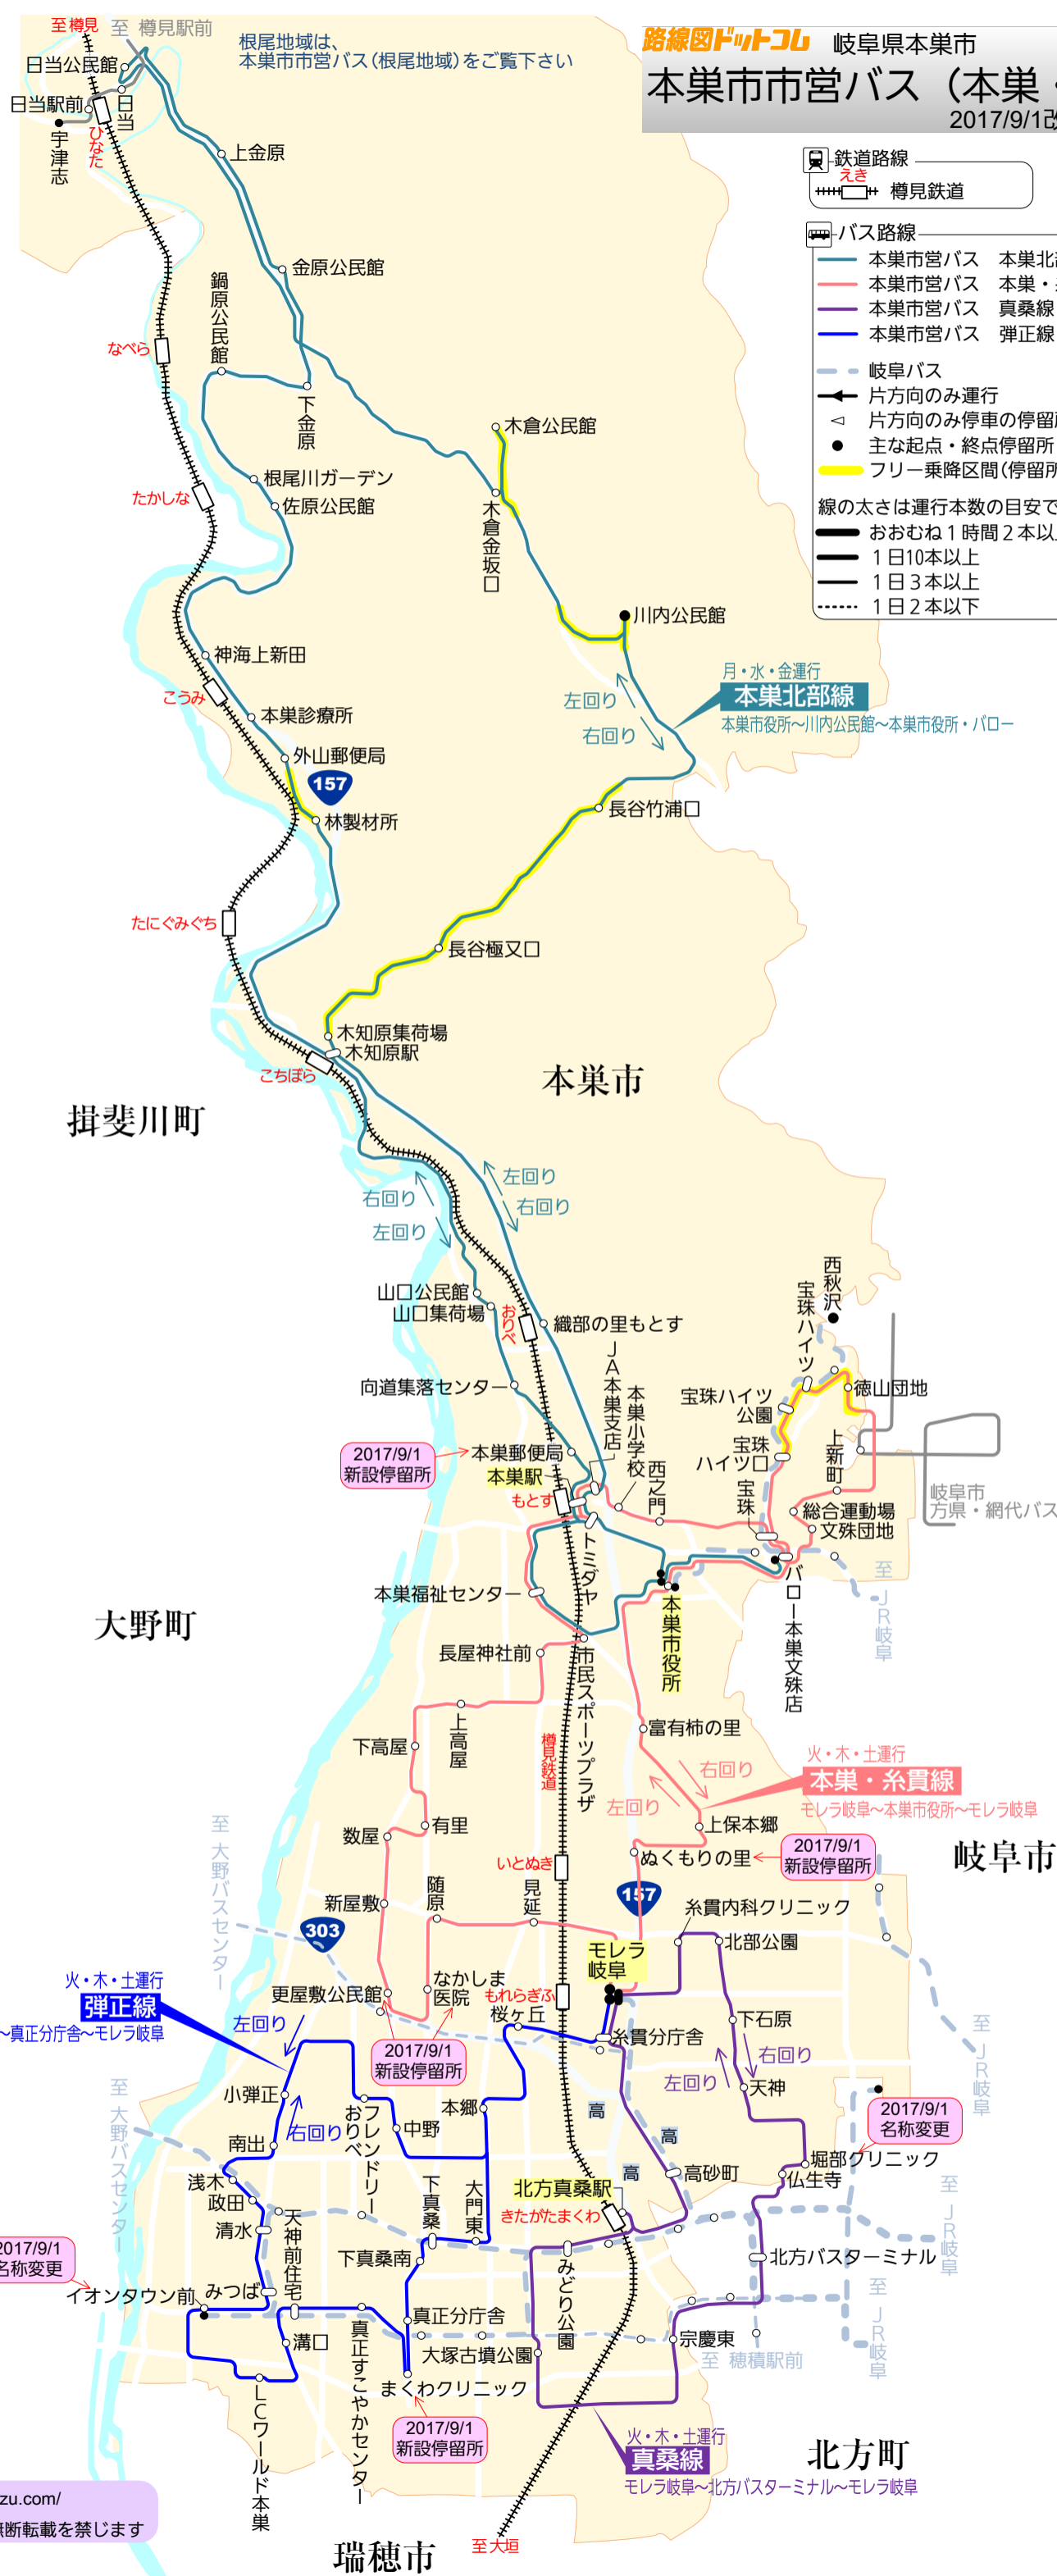 至 樽見
至 樽見駅前
根尾地域は、
本巣市市営バス(根尾地域)をご覧下さい
路線図ドットコム
岐阜県本巣市
本巣市市営バス（本巣・
2017/9/1改
鉄道路線
えき
樽見鉄道
バス路線
本巣市営バス　本巣北部
本巣市営バス　本巣・糸
本巣市営バス　真桑線
本巣市営バス　弾正線
岐阜バス
片方向のみ運行
片方向のみ停車の停留所
主な起点・終点停留所
フリー乗降区間(停留所
線の太さは運行本数の目安で
おおむね１時間２本以上
１日10本以上
１日３本以上
１日２本以下
日当公民館
日当駅前
日当
ひなた
宇津志
上金原
金原公民館
鍋原公民館
なべら
下金原
木倉公民館
たかしな
根尾川ガーデン
佐原公民館
木倉金坂口
川内公民館
神海上新田
こうみ
月・水・金運行
本巣北部線
本巣市役所～川内公民館～本巣市役所・バロー
左回り
右回り
本巣診療所
外山郵便局
157
林製材所
長谷竹浦口
たにぐみぐち
長谷極又口
木知原集荷場
木知原駅
こちぼら
本巣市
揖斐川町
左回り
右回り
右回り
左回り
山口公民館
山口集荷場
おりべ
織部の里もとす
西秋沢
宝珠ハイツ
徳山団地
宝珠ハイツ
公園
宝珠
ハイツ口
宝珠
上新町
向道集落センター
ＪＡ本巣支店
本巣小学校
西之門
2017/9/1
新設停留所
本巣郵便局
本巣駅
もとす
岐阜市
方県・網代バス
総合運動場
文殊団地
トミダヤ
本巣福祉センター
本巣市役所
バロー本巣文殊店
至 ＪＲ岐阜
大野町
長屋神社前
市民スポーツプラザ
上高屋
下高屋
樽見鉄道
富有柿の里
火・木・土運行
本巣・糸貫線
モレラ岐阜～本巣市役所～モレラ岐阜
右回り
左回り
上保本郷
ぬくもりの里
2017/9/1
新設停留所
岐阜市
至 大野バスセンター
数屋
有里
いとぬき
新屋敷
随原
見延
157
303
糸貫内科クリニック
北部公園
モレラ
岐阜
火・木・土運行
弾正線
～真正分庁舎～モレラ岐阜
更屋敷公民館
なかしま
医院
もれらぎふ
桜ヶ丘
糸貫分庁舎
2017/9/1
新設停留所
左回り
右回り
下石原
右回り
左回り
天神
至 ＪＲ岐阜
至 大野バスセンター
小弾正
南出
フレンドリー
おりべ
中野
本郷
高
高
高
高砂町
2017/9/1
名称変更
堀部クリニック
仏生寺
浅木
政田
清水
天神前住宅
下真桑
大門東
北方真桑駅
きたがたまくわ
至 ＪＲ岐阜
下真桑南
みどり公園
北方バスターミナル
2017/9/1
名称変更
イオンタウン前
みつば
溝口
真正すこやかセンター
真正分庁舎
大塚古墳公園
宗慶東
至 穂積駅前
至 ＪＲ岐阜
ＬＣワールド本巣
まくわクリニック
2017/9/1
新設停留所
火・木・土運行
真桑線
モレラ岐阜～北方バスターミナル～モレラ岐阜
北方町
zu.com/
無断転載を禁じます
瑞穂市
至 大垣